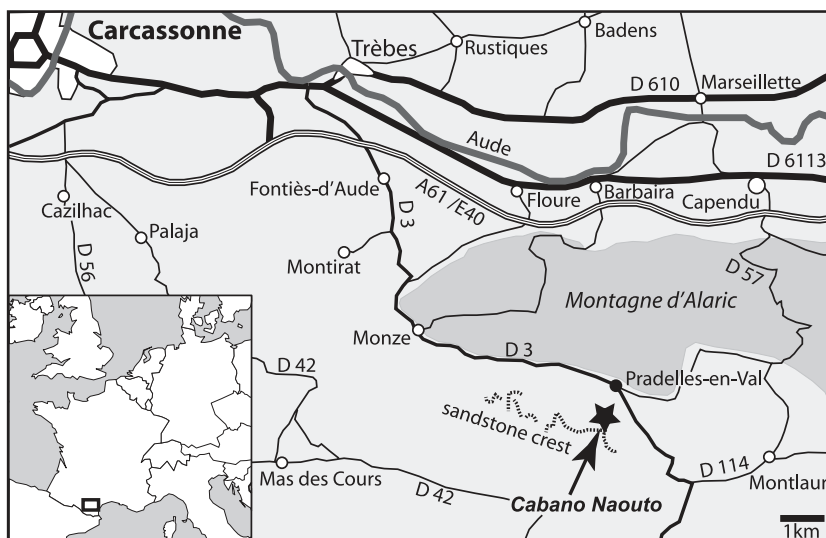 Carcassonne
Trèbes
Rustiques
Badens
D 610
Marseillette
Aude
D 6113
Fontiès-d'Aude
A61 /E40
Floure
Barbaira
Capendu
Cazilhac
Palaja
D 3
D 56
Montirat
D 57
Montagne d'Alaric
Monze
D 3
D 42
Pradelles-en-Val
sandstone crest
Mas des Cours
D 42
D 114
Montlaur
Cabano Naouto
1km